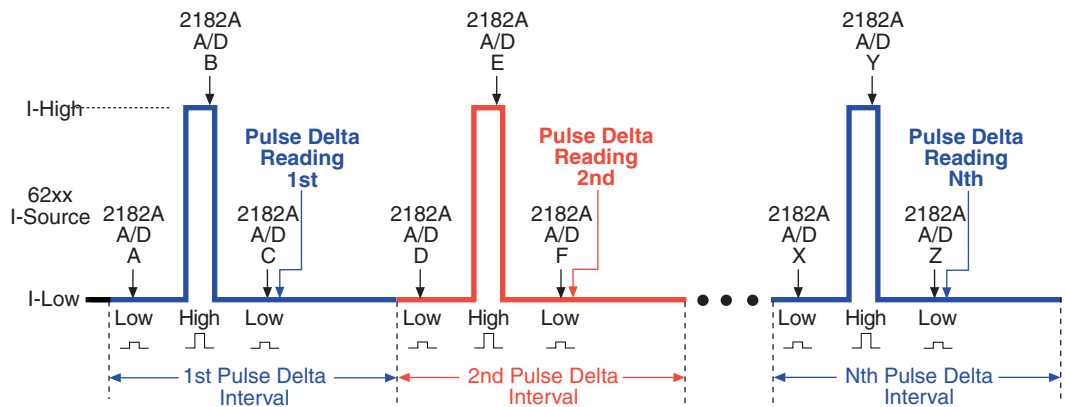 2182A
A/D
B
2182A
A/D
E
2182A
A/D
Y
I-High
Pulse Delta
Reading
1st
Pulse Delta
Reading
2nd
Pulse Delta
Reading
Nth
62xx
I-Source
2182A
A/D
A
2182A
A/D
C
2182A
A/D
D
2182A
A/D
F
2182A
A/D
X
2182A
A/D
Z
I-Low
Low
High
Low
Low
High
Low
Low
High
Low
1st Pulse Delta
Interval
2nd Pulse Delta
Interval
Nth Pulse Delta
Interval